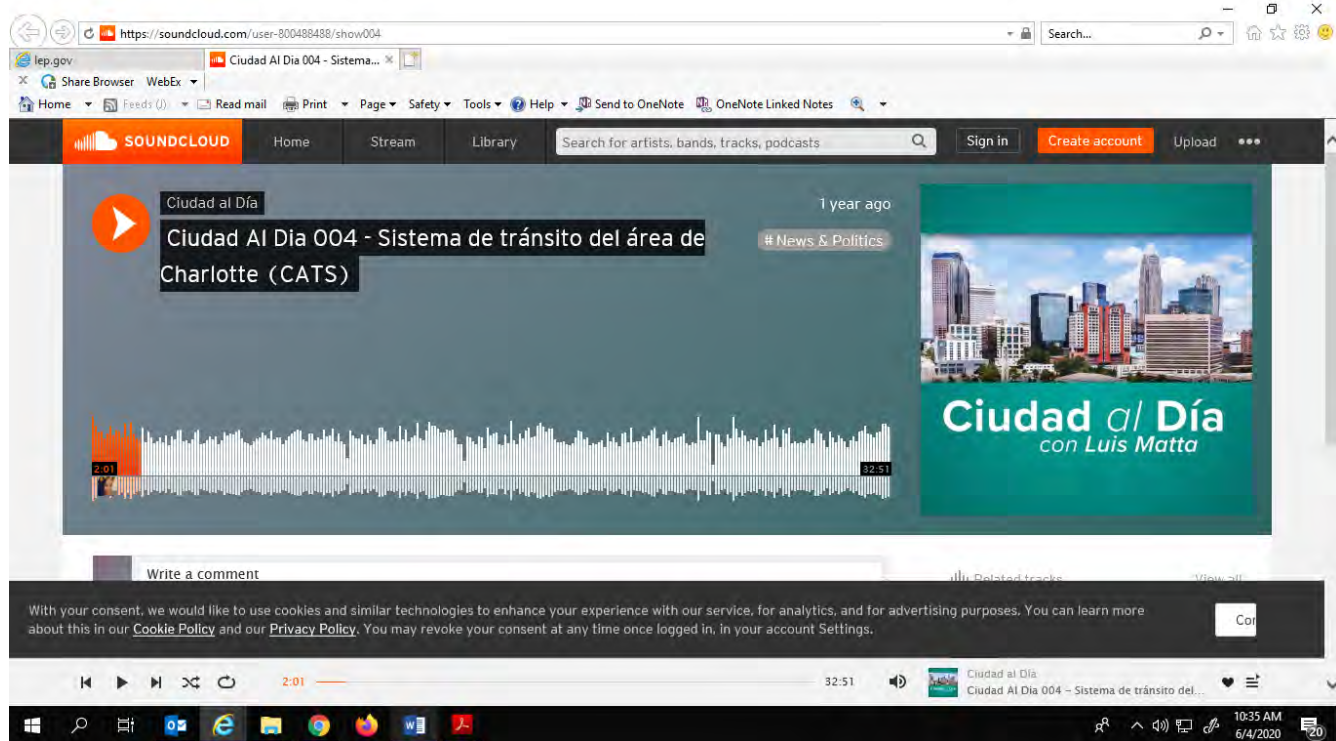 https://soundcloud.com/user-800488488/show004
Search...
lep.gov
Ciudad Al Dia 004 - Sistema...
Share Browser WebEx
Home Feeds (J) Read mail Print Page Safety Tools Help Send to OneNote OneNote Linked Notes
SOUNDCLOUD Home Stream Library Search for artists, bands, tracks, podcasts Sign in Create account Upload
Ciudad al Día
1 year ago
Ciudad Al Dia 004 - Sistema de tránsito del área de
# News & Politics
Charlotte (CATS)
Ciudad al Día
con Luis Matta
2:01
32:51
Write a comment
Related tracks View all
With your consent, we would like to use cookies and similar technologies to enhance your experience with our service, for analytics, and for advertising purposes. You can learn more
about this in our Cookie Policy and our Privacy Policy. You may revoke your consent at any time once logged in, in your account Settings.
Cor
2:01 32:51
Ciudad al Día
Ciudad Al Dia 004 - Sistema de tránsito del...
10:35 AM
6/4/2020
20